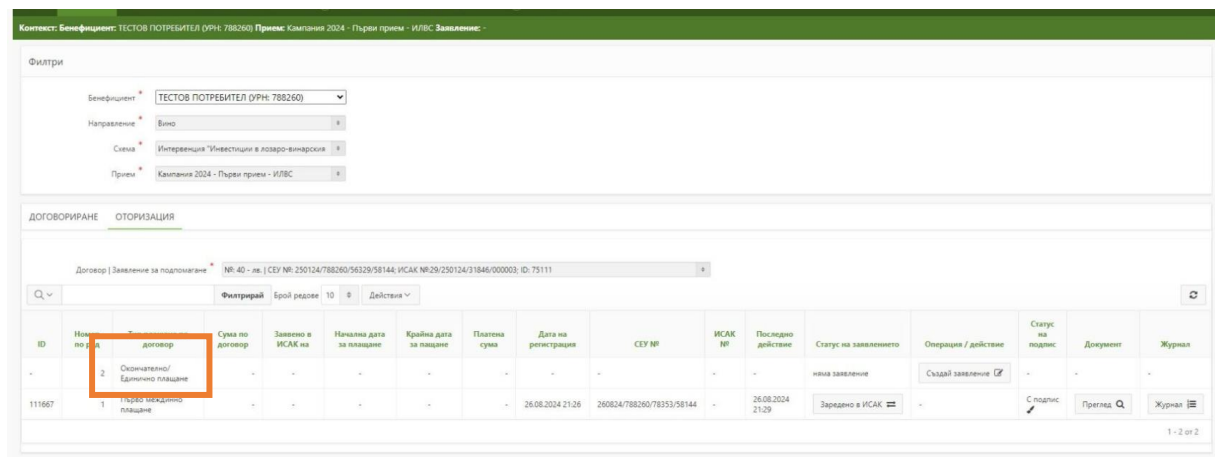 Контекст: Бенефициент: ТЕСТОВ ПОТРЕБИТЕЛ (УРН: 788260) Прием: Кампания 2024 - Първи прием - ИЛВС Заявление: -
Филтри
Бенефициент * ТЕСТОВ ПОТРЕБИТЕЛ (УРН: 788260)
Направление * Вино
Схема * Интервенция "Инвестиции в лозаро-винарския
Прием * Кампания 2024 - Първи прием - ИЛВС
ДОГОВОРИРАНЕ ОТОРИЗАЦИЯ
Договор | Заявление за подпомагане * №: 40 - лв. | СЕУ №: 250124/788260/56329/58144; ИСАК №:29/250124/31846/000003; ID: 75111
Филтрирай Брой редове 10 Действия
ID Номер по ред договор Сума по договор Заявено в ИСАК на Начална дата за плащане Крайна дата за пащане Платена сума Дата на регистрация СЕУ № ИСАК № Последно действие Статус на заявлението Операция / действие Статус на подпис Документ Журнал
- 2 Окончателно/ Единично плащане - - - - - - - - - няма заявление Създай заявление - - -
111667 1 Първо междинно плащане - - - - - 26.08.2024 21:26 260824/788260/78353/58144 - 26.08.2024 21:29 Заредено в ИСАК - С подпис Преглед Журнал
1 - 2 от 2